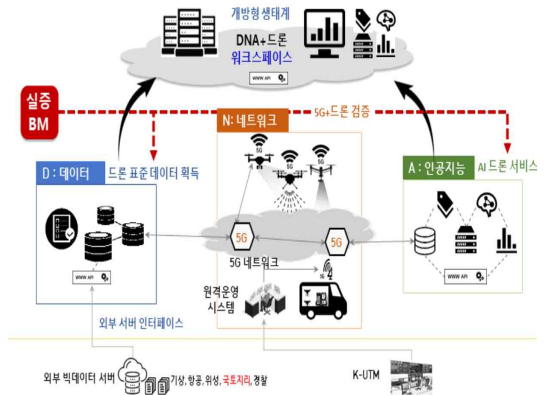 개방형 생태계
DNA+드론
워크스페이스
WWW API
실증
BM
5G+드론 검증
N: 네트워크
D : 데이터
드론 표준 데이터 획득
A : 인공지능
AI 드론 서비스
5G
5G
5G
5G
5G
5G 네트워크
5G
WWW API
WWW API
원격운영
시스템
외부 서버 인터페이스
외부 빅데이터 서버
기상, 항공, 위성, 국토지리, 경찰
K-UTM